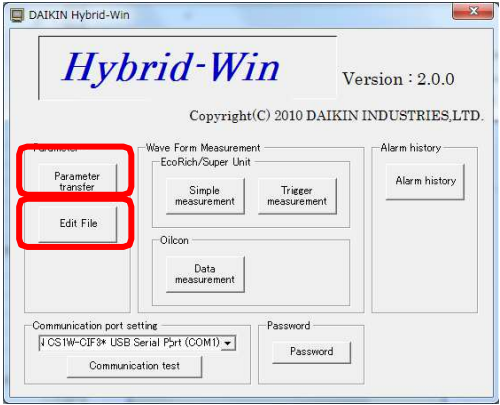 DAIKIN Hybrid-Win
Hybrid-Win
Version : 2.0.0
Copyright(C) 2010 DAIKIN INDUSTRIES,LTD.
Parameter
Parameter
transfer
Edit File
Wave Form Measurement
EcoRich/Super Unit
Simple
measurement
Trigger
measurement
Oilcon
Data
measurement
Alarm history
Alarm history
Communication port setting
CS1W-CIF3* USB Serial Port (COM1)
Communication test
Password
Password